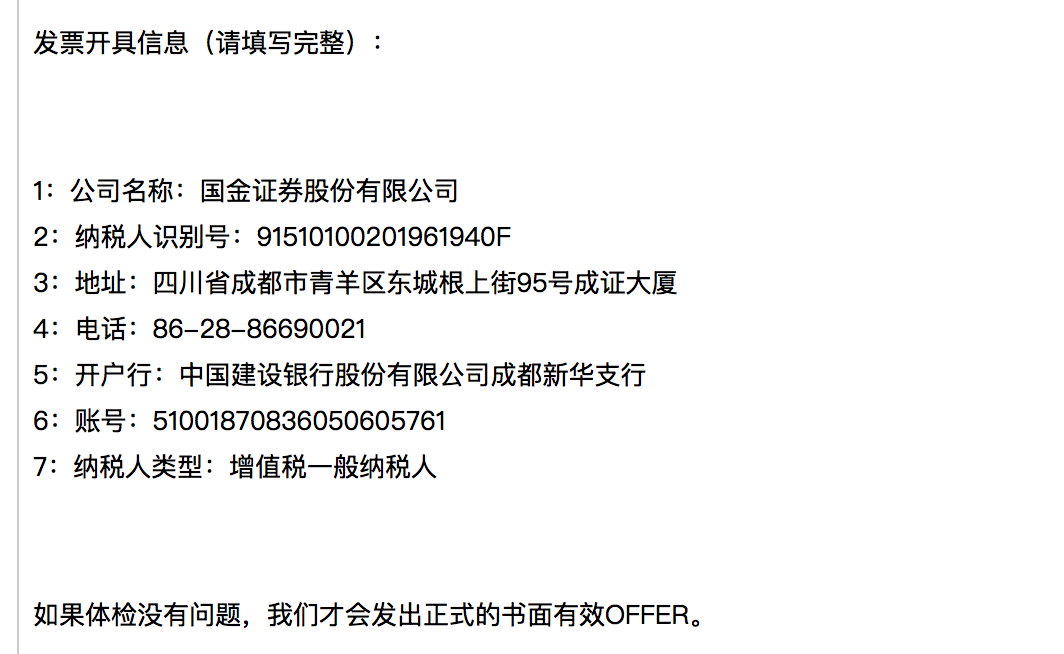 发票开具信息（请填写完整）：
1：公司名称：国金证券股份有限公司
2：纳税人识别号：91510100201961940F
3：地址：四川省成都市青羊区东城根上街95号成证大厦
4：电话：86-28-86690021
5：开户行：中国建设银行股份有限公司成都新华支行
6：账号：51001870836050605761
7：纳税人类型：增值税一般纳税人
如果体检没有问题，我们才会发出正式的书面有效OFFER。